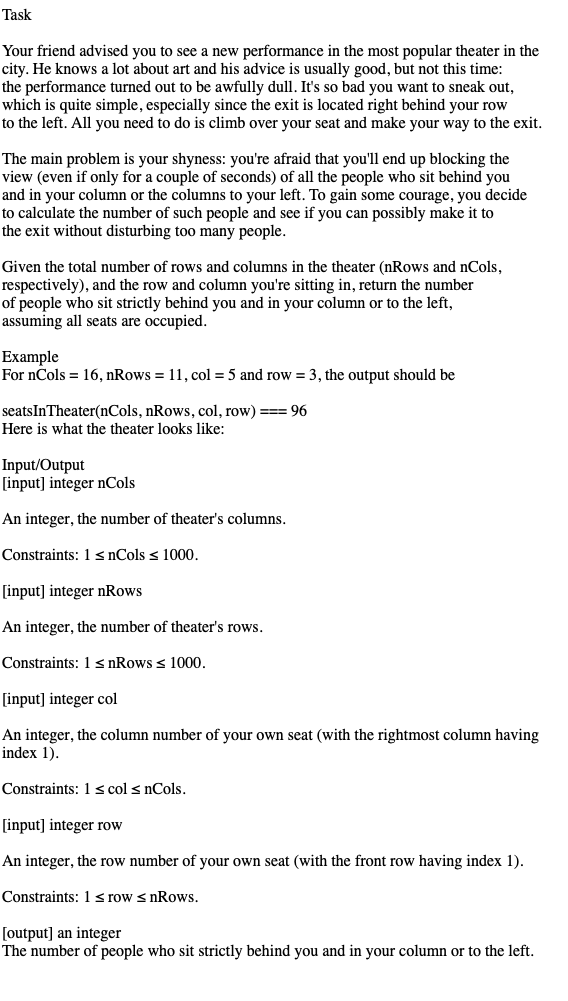 Task
Your friend advised you to see a new performance in the most popular theater in the
city. He knows a lot about art and his advice is usually good, but not this time:
the performance turned out to be awfully dull. It's so bad you want to sneak out,
which is quite simple, especially since the exit is located right behind your row
to the left. All you need to do is climb over your seat and make your way to the exit.
The main problem is your shyness: you're afraid that you'll end up blocking the
view (even if only for a couple of seconds) of all the people who sit behind you
and in your column or the columns to your left. To gain some courage, you decide
to calculate the number of such people and see if you can possibly make it to
the exit without disturbing too many people.
Given the total number of rows and columns in the theater (nRows and nCols,
respectively), and the row and column you're sitting in, return the number
of people who sit strictly behind you and in your column or to the left,
assuming all seats are occupied.
Example
For nCols = 16, nRows = 11, col = 5 and row = 3, the output should be
seatsInTheater(nCols, nRows, col, row) === 96
Here is what the theater looks like:
Input/Output
[input] integer nCols
An integer, the number of theater's columns.
Constraints: 1 ≤ nCols ≤ 1000.
[input] integer nRows
An integer, the number of theater's rows.
Constraints: 1 ≤ nRows ≤ 1000.
[input] integer col
An integer, the column number of your own seat (with the rightmost column having
index 1).
Constraints: 1 ≤ col ≤ nCols.
[input] integer row
An integer, the row number of your own seat (with the front row having index 1).
Constraints: 1 ≤ row ≤ nRows.
[output] an integer
The number of people who sit strictly behind you and in your column or to the left.